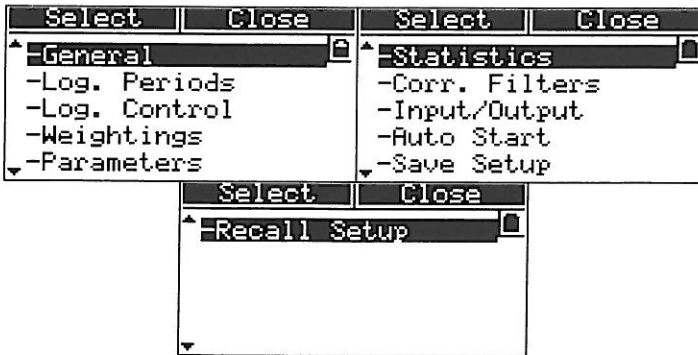 Select Close
-General
-Log. Periods
-Log. Control
-Weightings
-Parameters
Select Close
-Statistics
-Corr. Filters
-Input/Output
-Auto Start
-Save Setup
Select Close
-Recall Setup